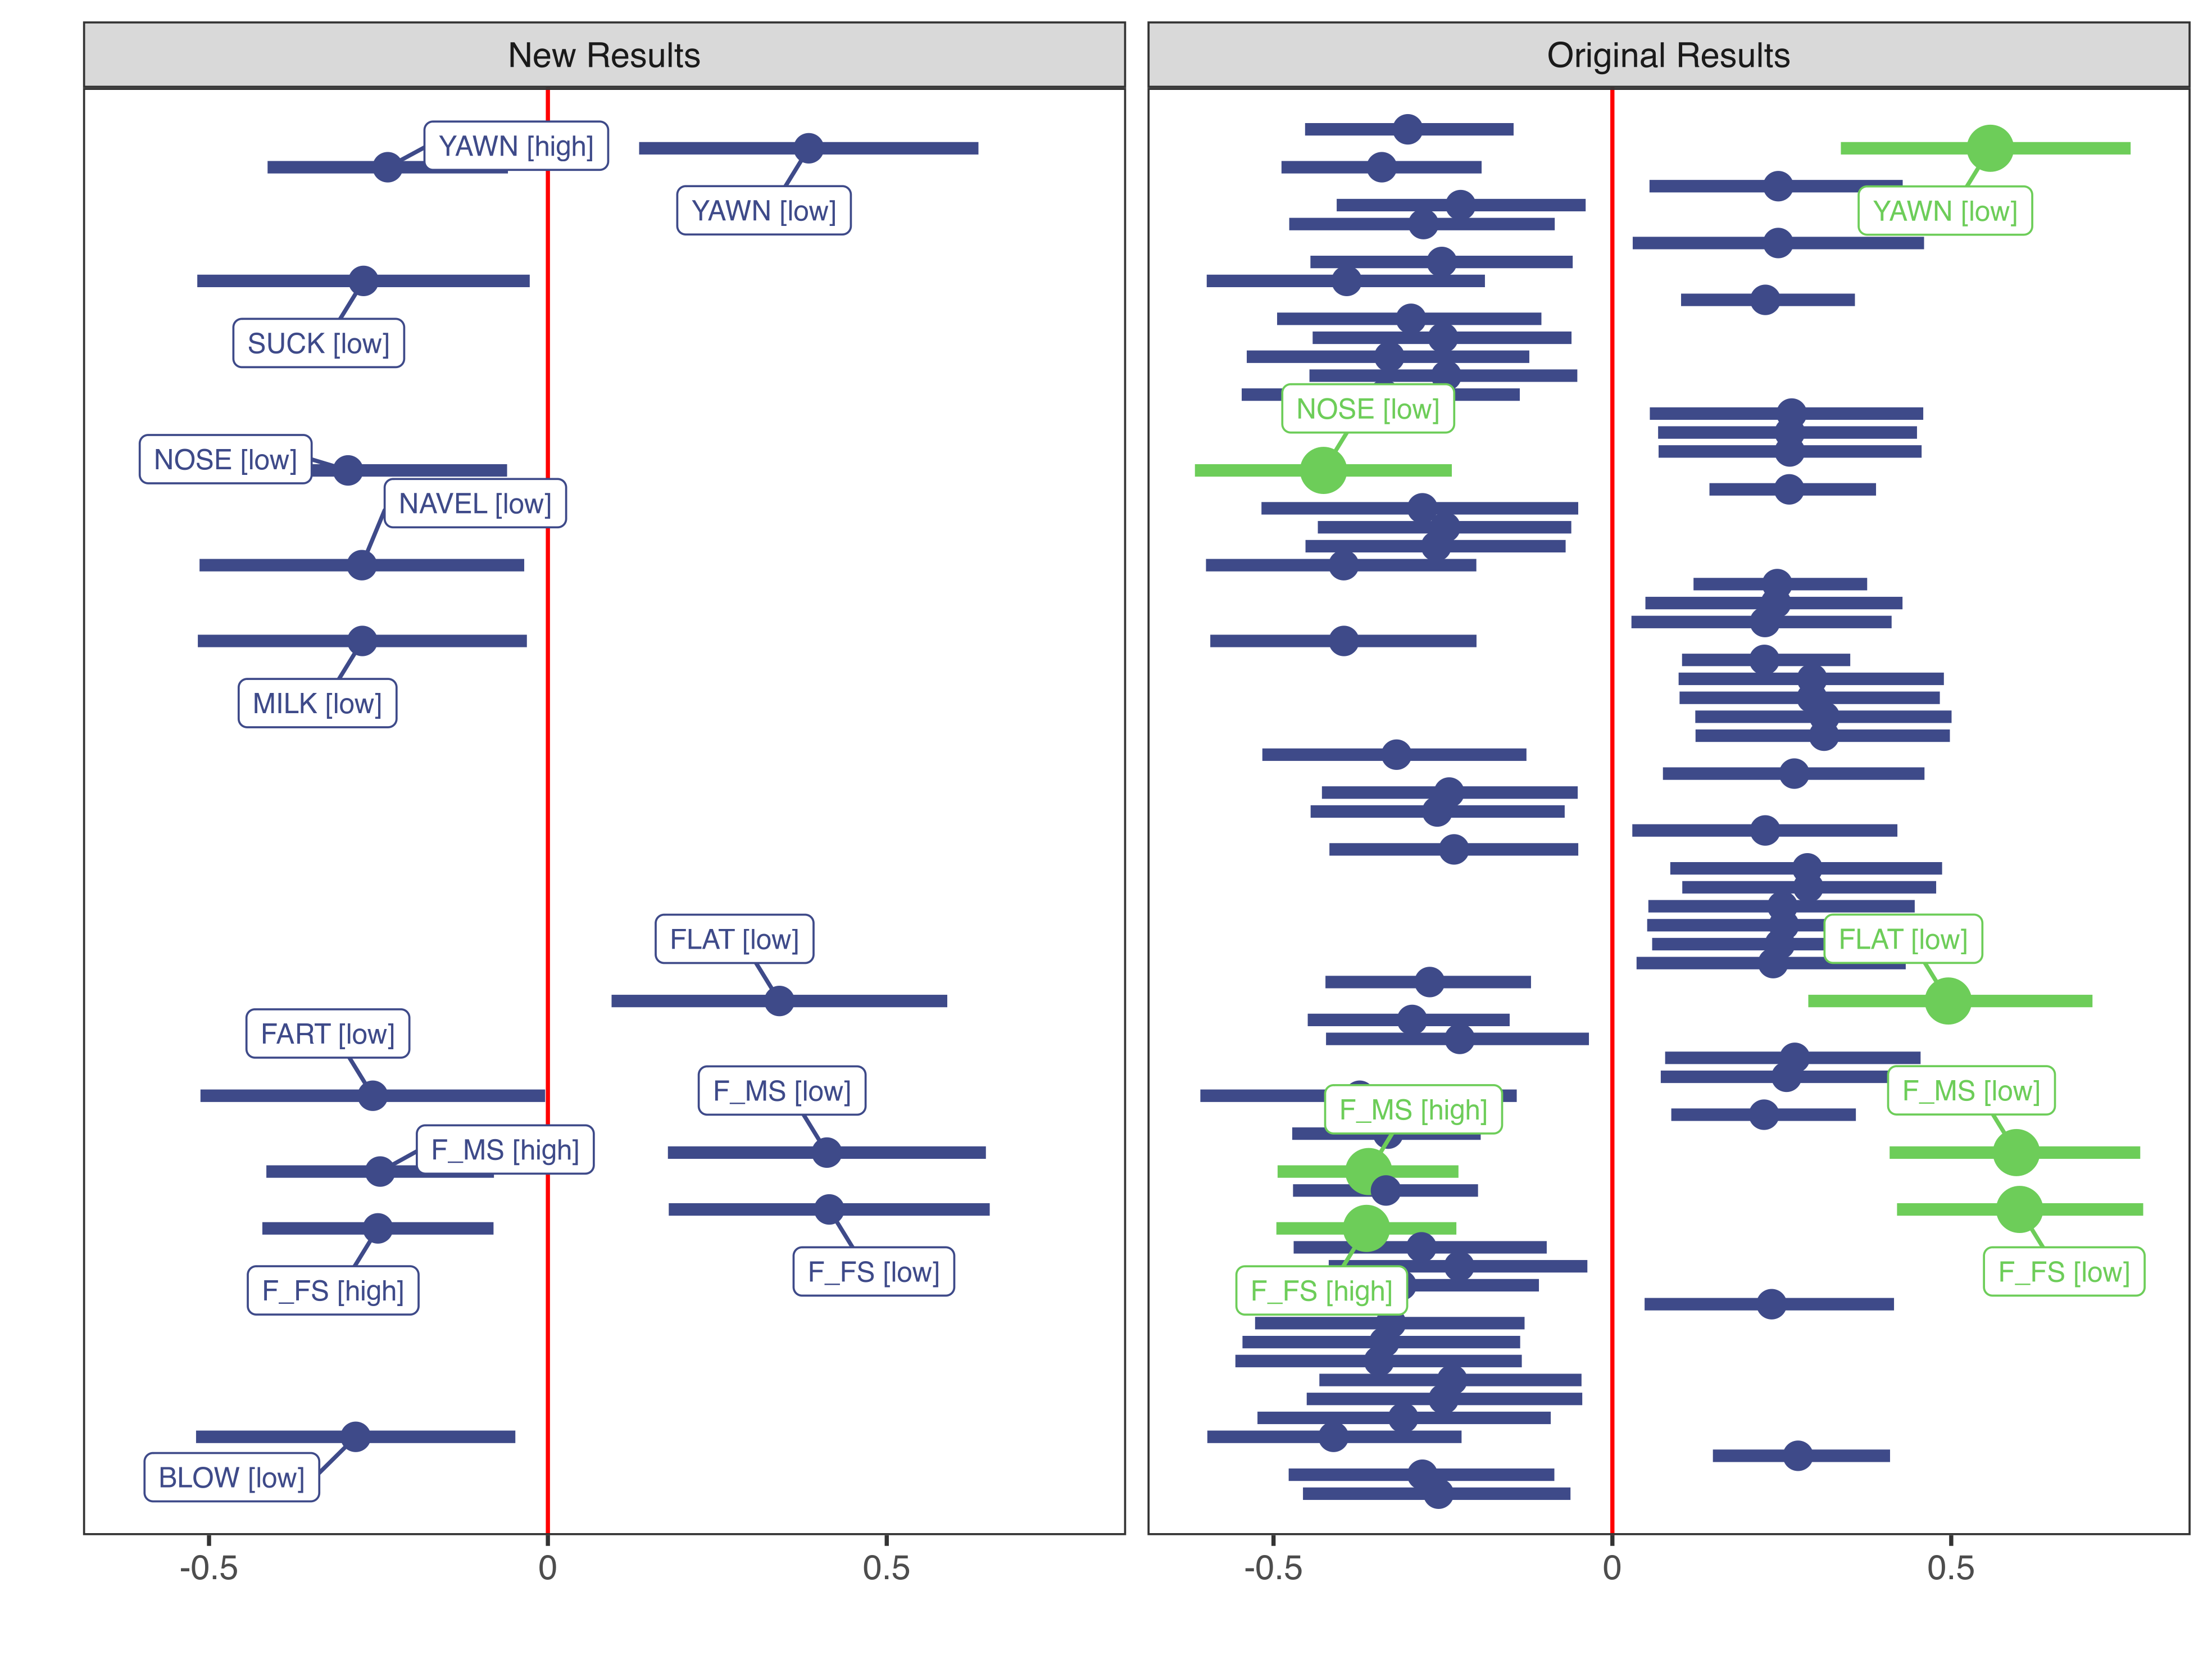 New Results
YAWN [high]
YAWN [low]
SUCK [low]
NOSE [low]
NAVEL [low]
MILK [low]
FLAT [low]
FART [low]
F_MS [low]
F_MS [high]
F_FS [low]
F_FS [high]
BLOW [low]
-0.5 0 0.5
Original Results
YAWN [low]
NOSE [low]
FLAT [low]
F_MS [low]
F_MS [high]
F_FS [low]
F_FS [high]
-0.5 0 0.5